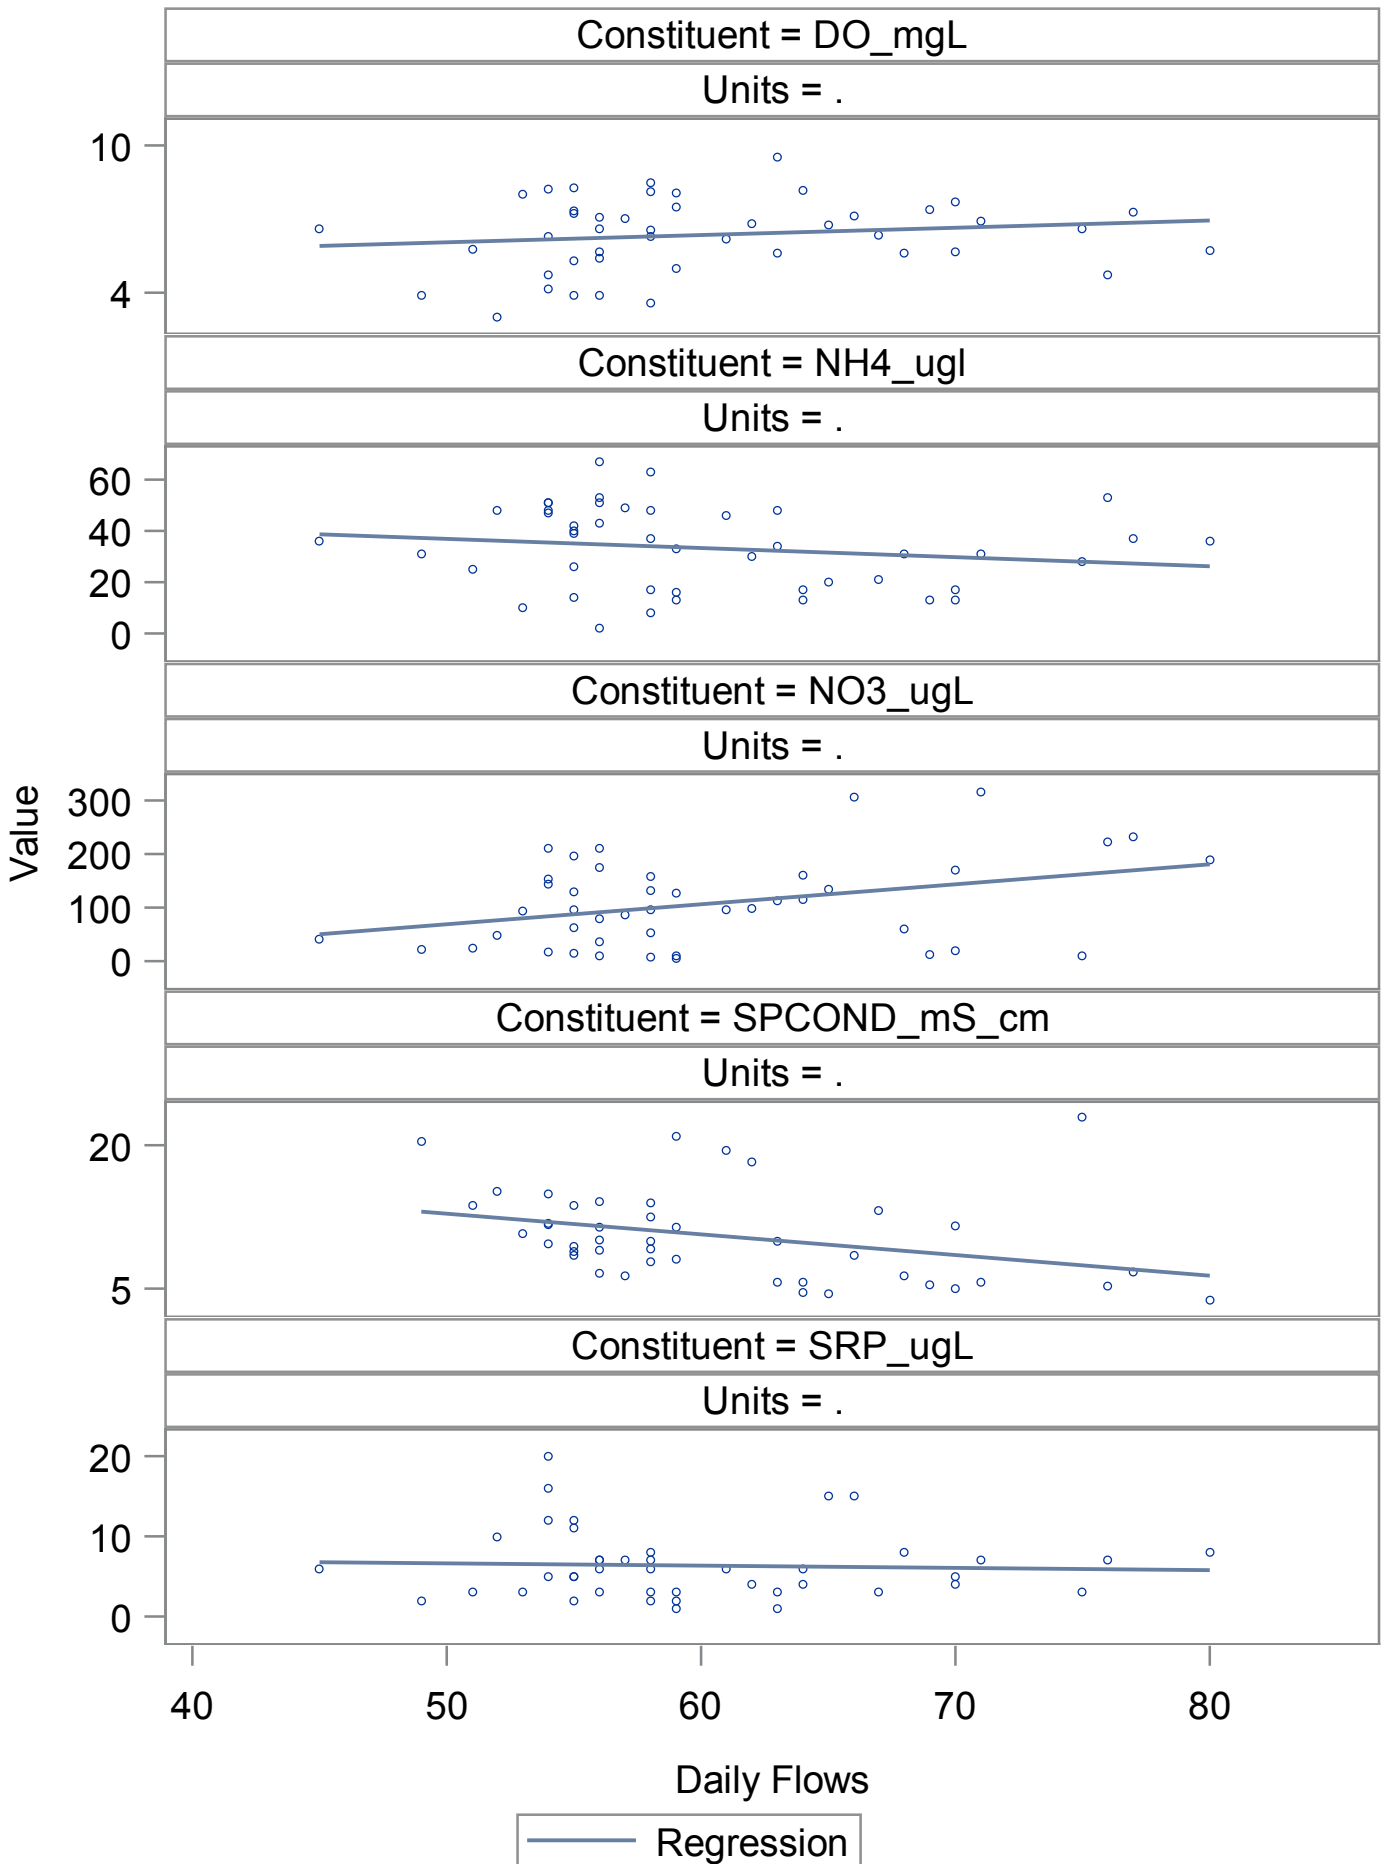 Constituent = DO_mgL
Units = .
10
4
Constituent = NH4_ugl
Units = .
60
40
20
0
Constituent = NO3_ugL
Units = .
Value
300
200
100
0
Constituent = SPCOND_mS_cm
Units = .
20
5
Constituent = SRP_ugL
Units = .
20
10
0
40 50 60 70 80
Daily Flows
Regression